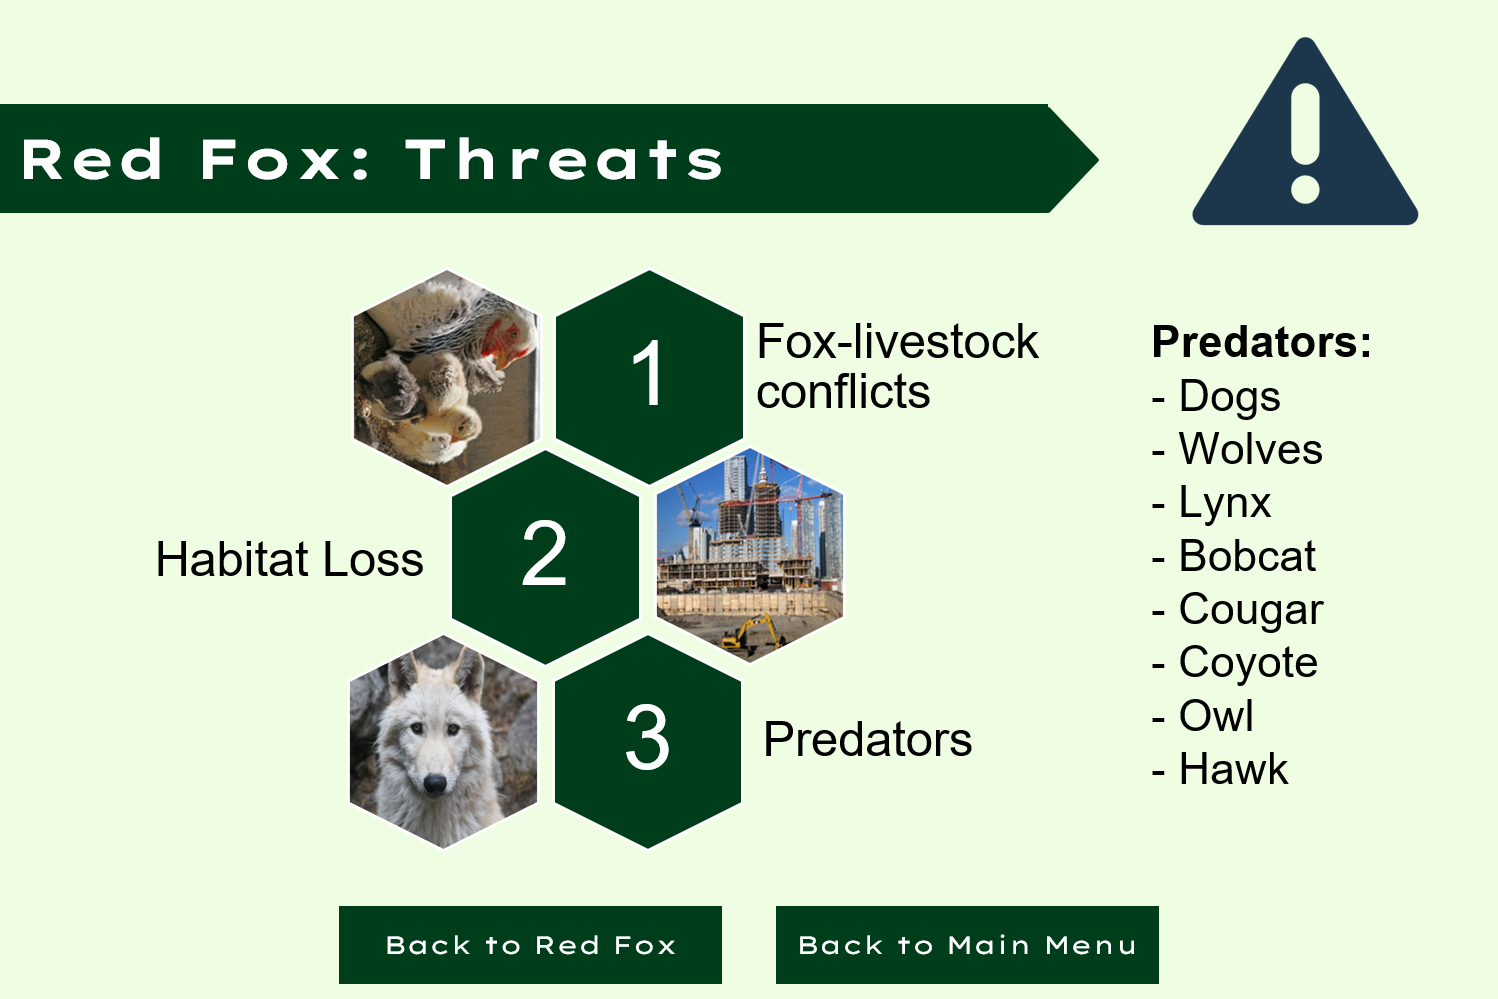 Red Fox: Threats
1
Fox-livestock
conflicts
2
Habitat Loss
3
Predators
Predators:
- Dogs
- Wolves
- Lynx
- Bobcat
- Cougar
- Coyote
- Owl
- Hawk
Back to Red Fox
Back to Main Menu